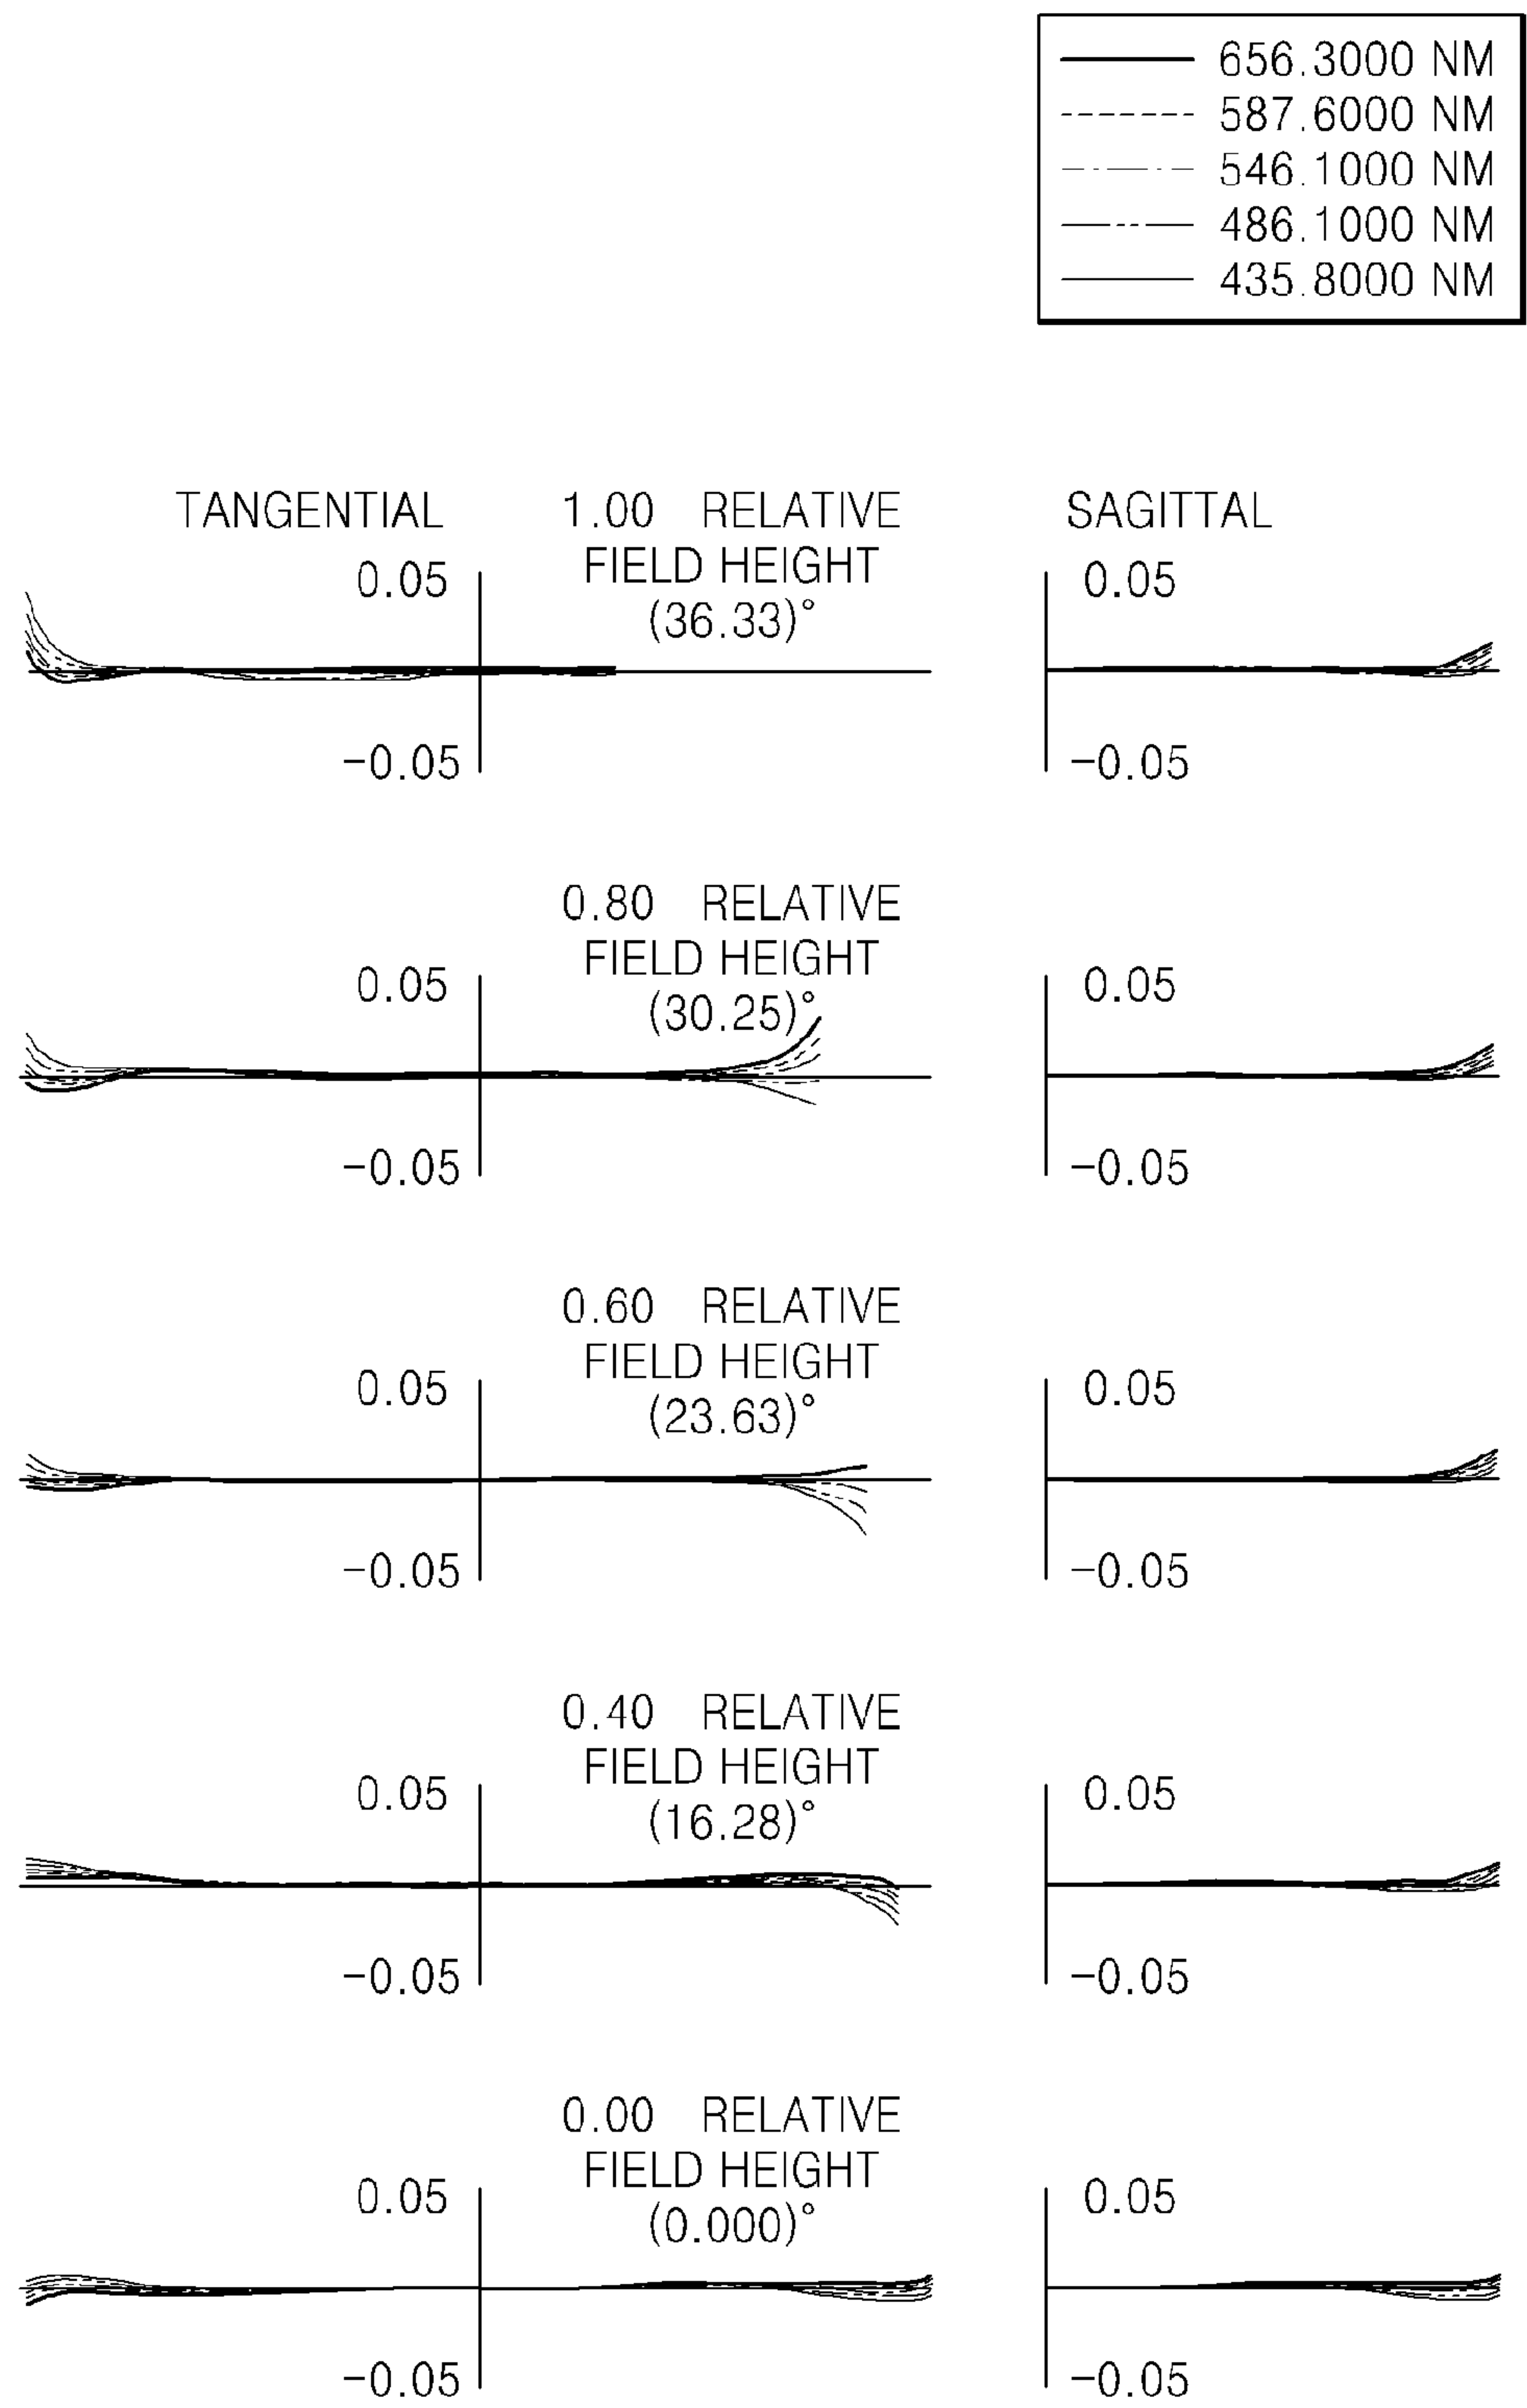 656.3000 NM
587.6000 NM
546.1000 NM
486.1000 NM
435.8000 NM
TANGENTIAL
1.00 RELATIVE
FIELD HEIGHT
(36.33)°
SAGITTAL
0.05
0.05
-0.05
-0.05
0.80 RELATIVE
FIELD HEIGHT
(30.25)°
0.05
0.05
-0.05
-0.05
0.60 RELATIVE
FIELD HEIGHT
(23.63)°
0.05
0.05
-0.05
-0.05
0.40 RELATIVE
FIELD HEIGHT
(16.28)°
0.05
0.05
-0.05
-0.05
0.00 RELATIVE
FIELD HEIGHT
(0.000)°
0.05
0.05
-0.05
-0.05